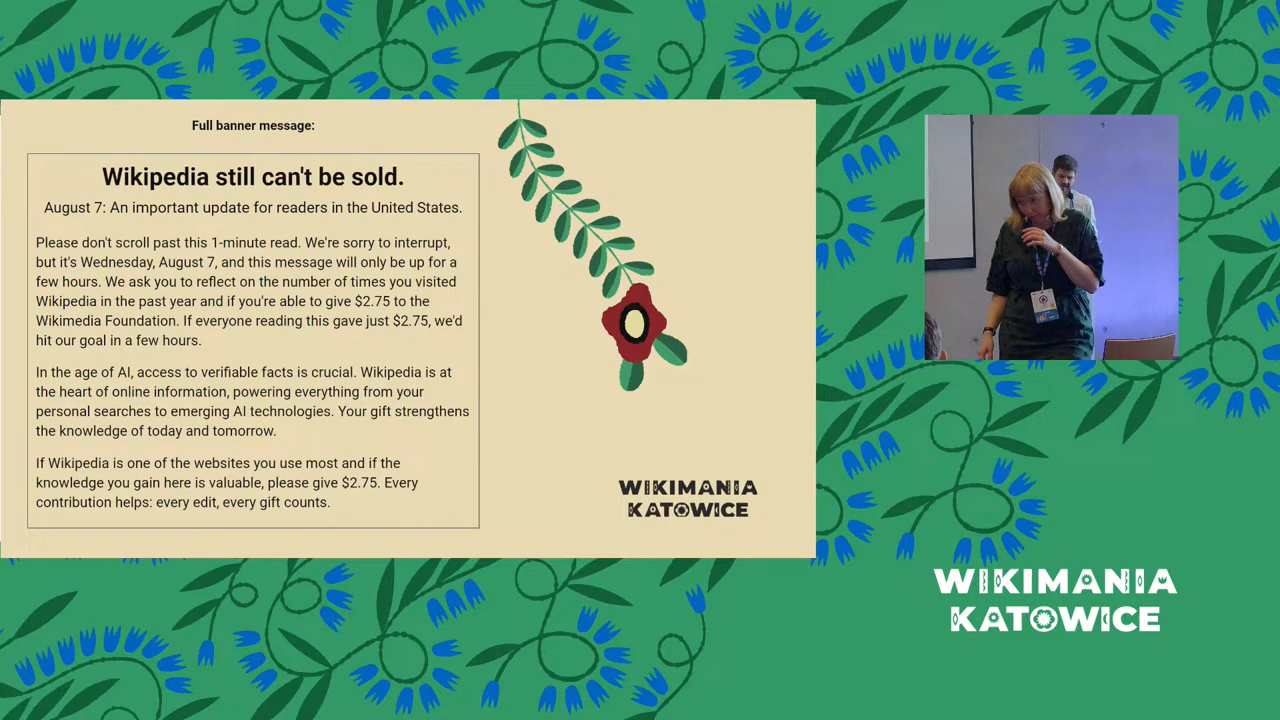 Full banner message:
Wikipedia still can't be sold.
August 7: An important update for readers in the United States.
Please don't scroll past this 1-minute read. We're sorry to interrupt,
but it's Wednesday, August 7, and this message will only be up for a
few hours. We ask you to reflect on the number of times you visited
Wikipedia in the past year and if you're able to give $2.75 to the
Wikimedia Foundation. If everyone reading this gave just $2.75, we'd
hit our goal in a few hours.
In the age of AI, access to verifiable facts is crucial. Wikipedia is at
the heart of online information, powering everything from your
personal searches to emerging AI technologies. Your gift strengthens
the knowledge of today and tomorrow.
If Wikipedia is one of the websites you use most and if the
knowledge you gain here is valuable, please give $2.75. Every
contribution helps: every edit, every gift counts.
WIKIMANIA
KATOWICE
WIKIMANIA
KATOWICE